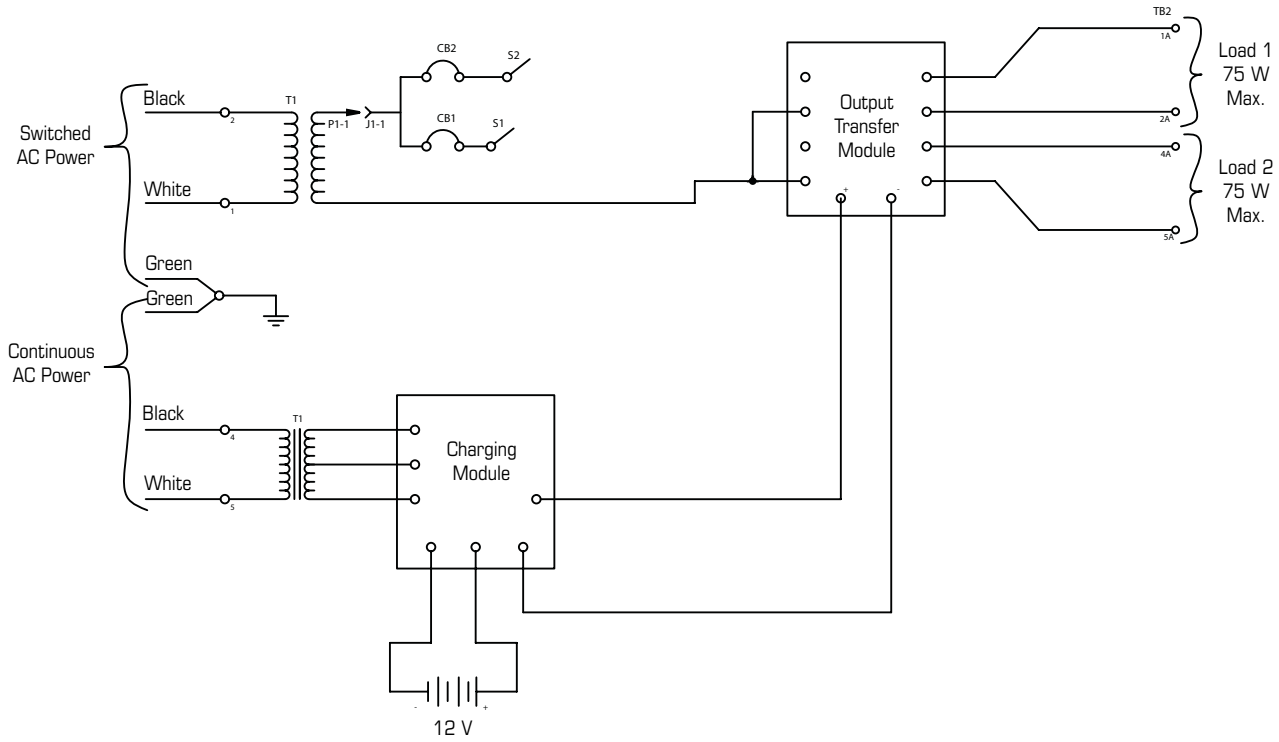 TB2
1A
Load 1
75 W
Max.
2A
4A
Load 2
75 W
Max.
5A
CB2
S2
CB1
S1
Output
Transfer
Module
+
-
Switched
AC Power
Black
2
T1
P1-1
J1-1
White
1
Green
Green
Continuous
AC Power
Black
4
T1
White
5
Charging
Module
-
+
12 V